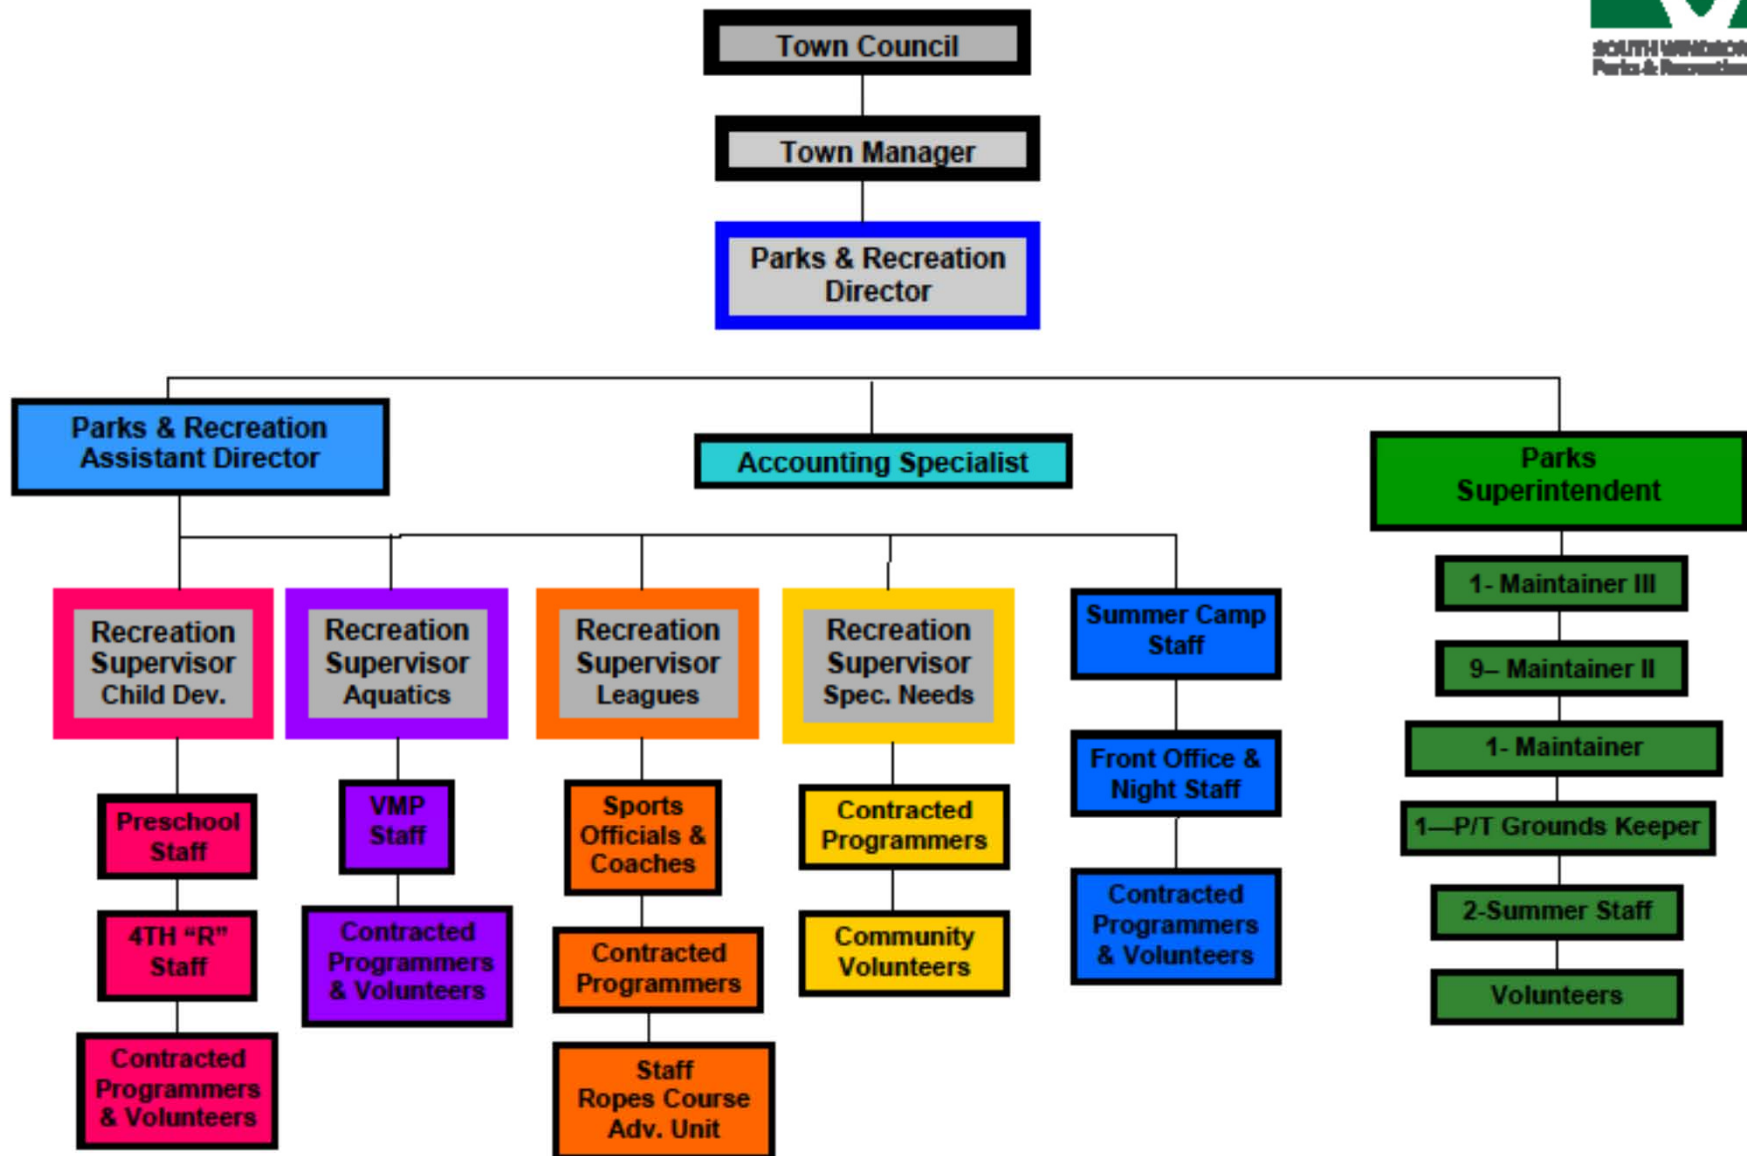 SOUTH WINDSOR
Parks & Recreation
Town Council
Town Manager
Parks & Recreation
Director
Parks & Recreation
Assistant Director
Accounting Specialist
Parks
Superintendent
Recreation
Supervisor
Child Dev.
Recreation
Supervisor
Aquatics
Recreation
Supervisor
Leagues
Recreation
Supervisor
Spec. Needs
Summer Camp
Staff
1- Maintainer III
9– Maintainer II
1- Maintainer
1—P/T Grounds Keeper
2-Summer Staff
Volunteers
Preschool
Staff
4TH “R”
Staff
Contracted
Programmers
& Volunteers
VMP
Staff
Contracted
Programmers
& Volunteers
Sports
Officials &
Coaches
Contracted
Programmers
Staff
Ropes Course
Adv. Unit
Contracted
Programmers
Community
Volunteers
Front Office &
Night Staff
Contracted
Programmers
& Volunteers